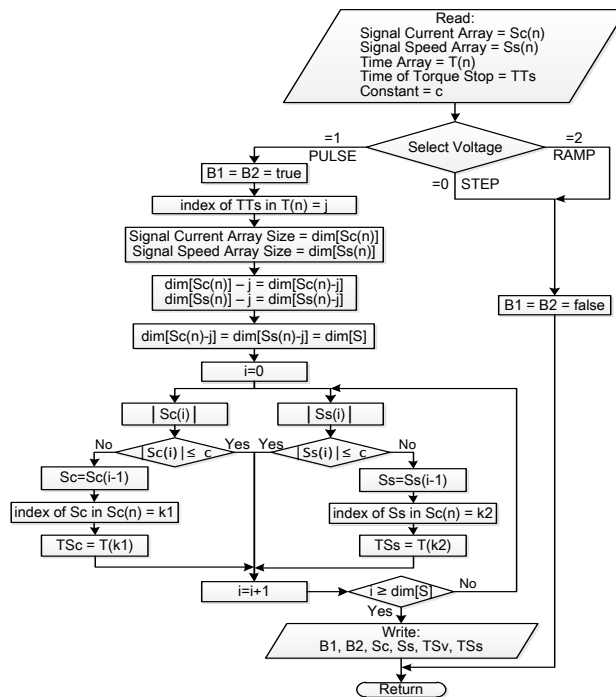 Read:
Signal Current Array = Sc(n)
Signal Speed Array = Ss(n)
Time Array = T(n)
Time of Torque Stop = TTs
Constant = c
=1
PULSE
Select Voltage
=2
RAMP
=0 STEP
B1 = B2 = true
index of TTs in T(n) = j
Signal Current Array Size = dim[Sc(n)]
Signal Speed Array Size = dim[Ss(n)]
dim[Sc(n)] – j = dim[Sc(n)-j]
dim[Ss(n)] – j = dim[Ss(n)-j]
B1 = B2 = false
dim[Sc(n)-j] = dim[Ss(n)-j] = dim[S]
i=0
| Sc(i) |
| Ss(i) |
No
|Sc(i)| ≤ c
Yes
Yes
|Ss(i)| ≤ c
No
Sc=Sc(i-1)
Ss=Ss(i-1)
index of Sc in Sc(n) = k1
index of Ss in Sc(n) = k2
TSc = T(k1)
TSs = T(k2)
i=i+1
i ≥ dim[S]
No
Yes
Write:
B1, B2, Sc, Ss, TSv, TSs
Return